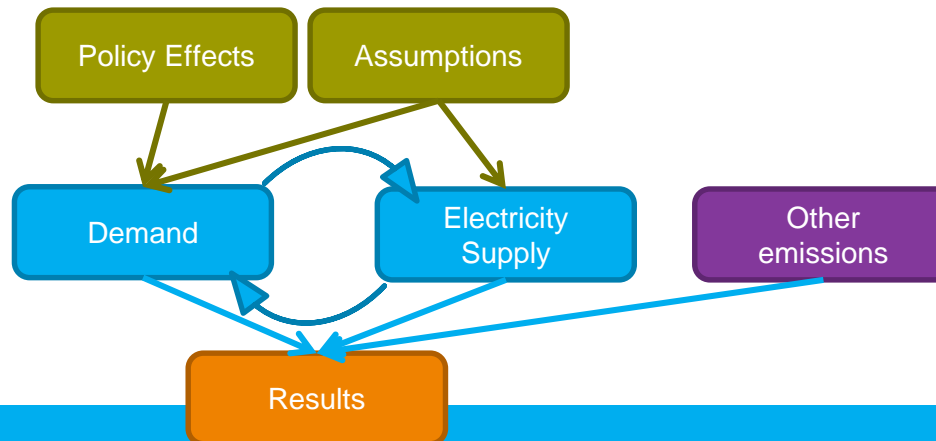 Policy Effects
Assumptions
Demand
Electricity
Supply
Other
emissions
Results